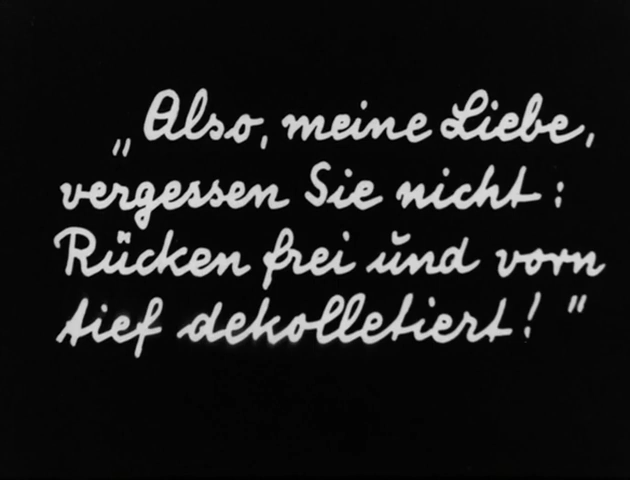 „Also, meine Liebe,
vergessen Sie nicht:
Rücken frei und vorn
tief dekolletiert!"